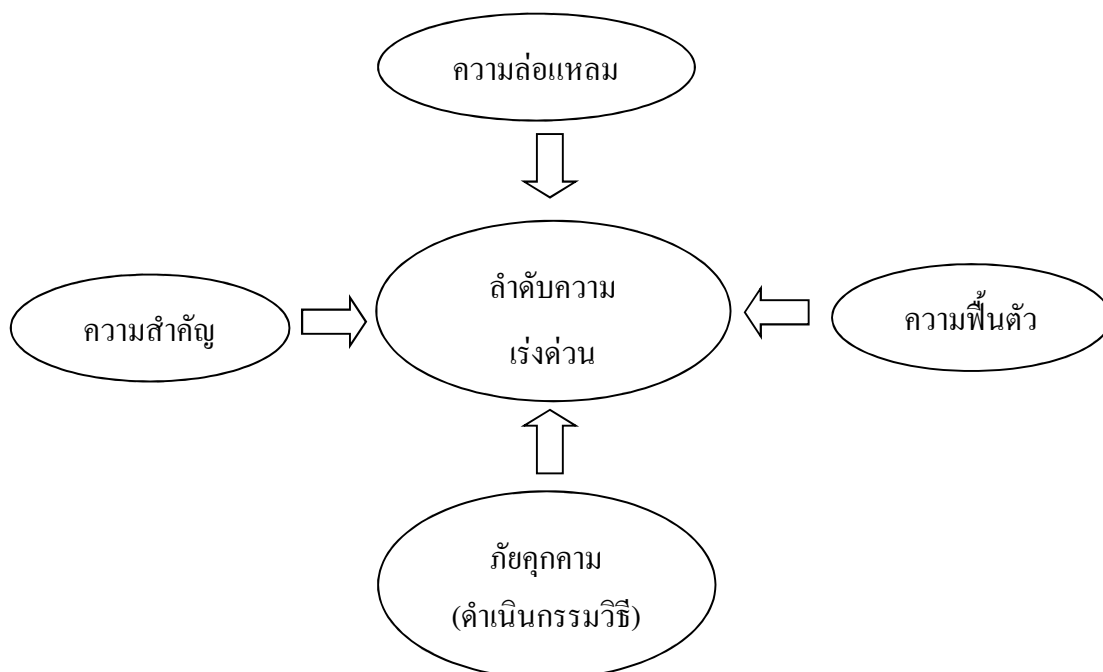 ความล่อแหลม
ลำดับความ
เร่งด่วน
ความสำคัญ
ความฟื้นตัว
ภัยคุกคาม
(ดำเนินกรรมวิธี)